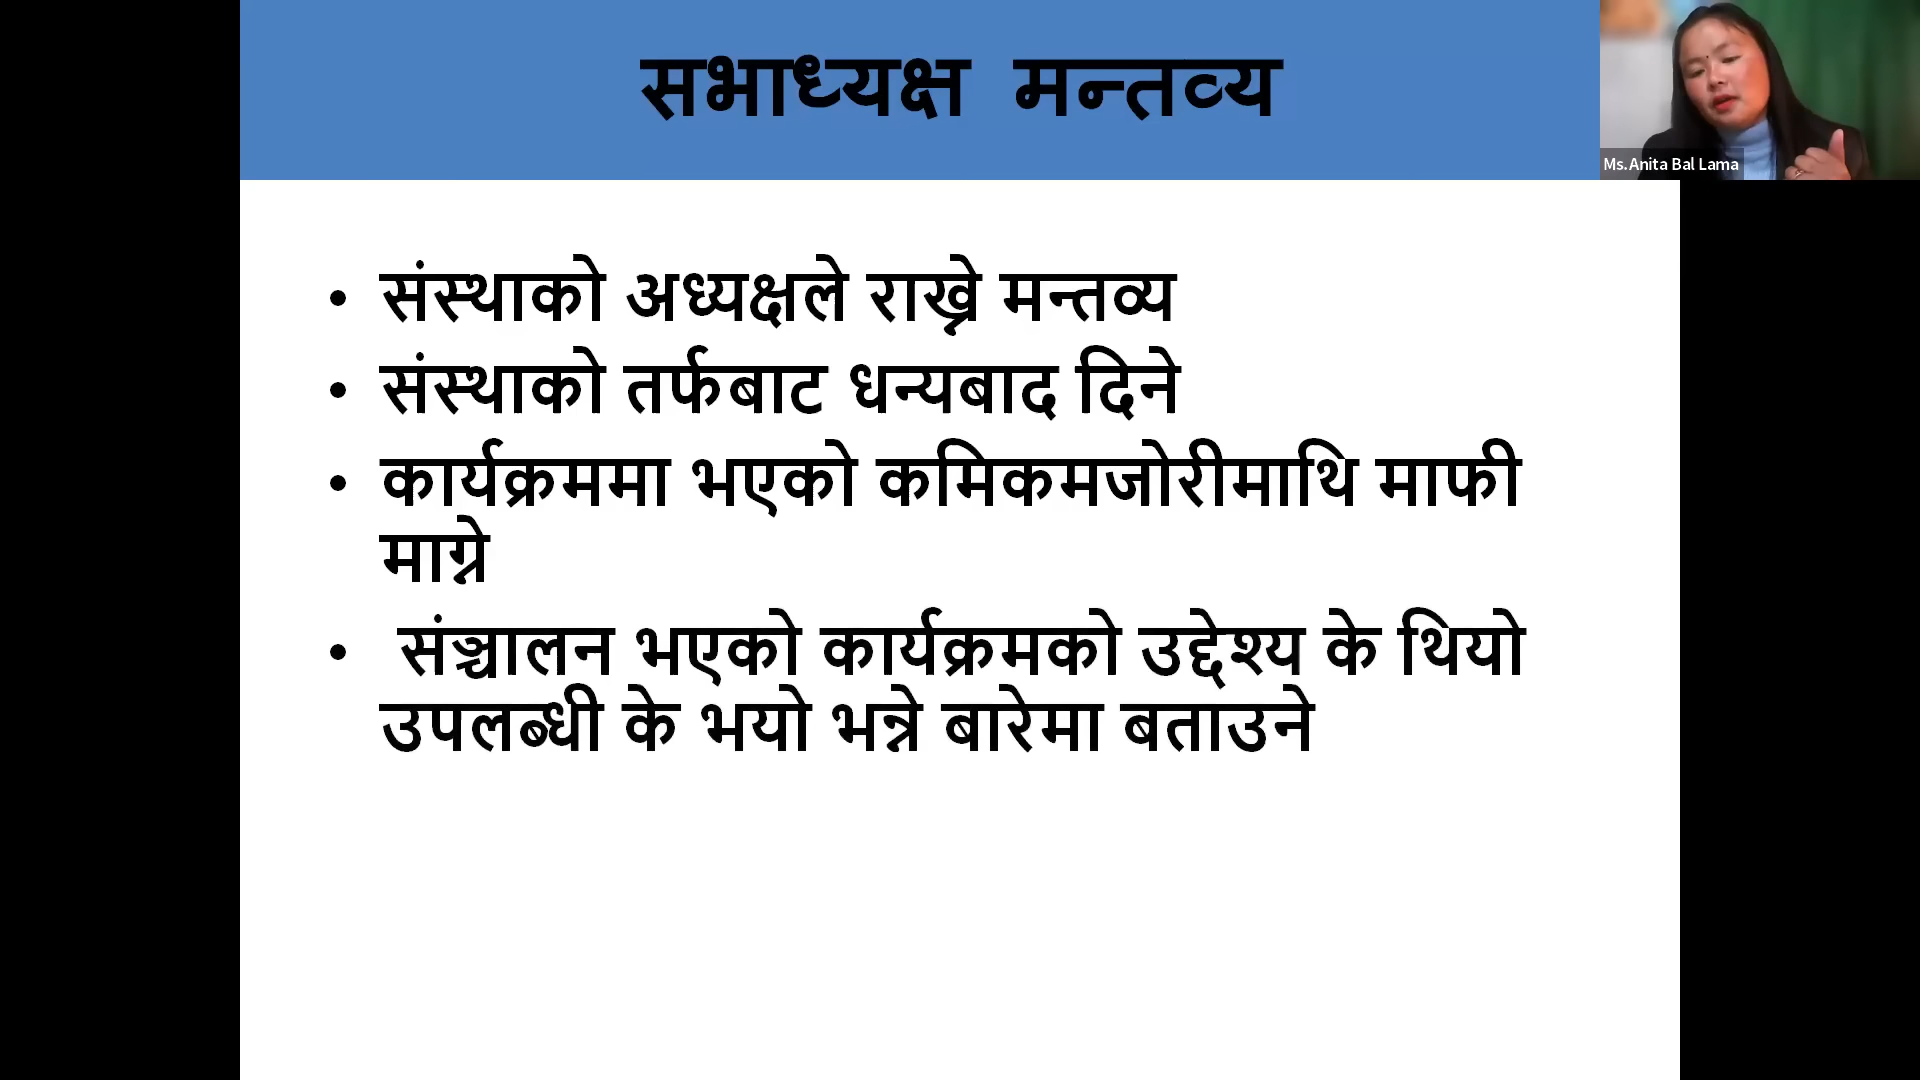 सभाध्यक्ष मन्तव्य
Ms.Anita Bal Lama
• संस्थाको अध्यक्षले राख्ने मन्तव्य
• संस्थाको तर्फबाट धन्यबाद दिने
• कार्यक्रममा भएको कमिकमजोरीमाथि माफी
माग्ने
• संञ्चालन भएको कार्यक्रमको उद्देश्य के थियो
उपलब्धी के भयो भन्ने बारेमा बताउने